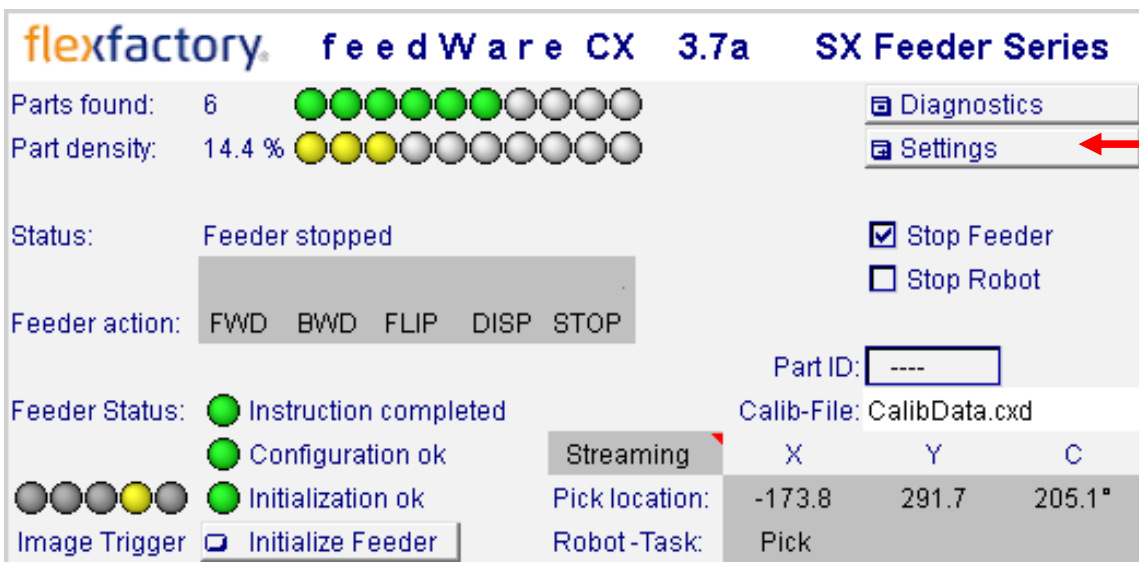 flexfactory. feedWare CX 3.7a SX Feeder Series
Parts found: 6 Diagnostics
Part density: 14.4 % Settings
Status: Feeder stopped Stop Feeder
Stop Robot
Feeder action: FWD BWD FLIP DISP STOP
Part ID: ----
Feeder Status: Instruction completed Calib-File: CalibData.cxd
Configuration ok Streaming X Y C
Initialization ok Pick location: -173.8 291.7 205.1°
Image Trigger Initialize Feeder Robot-Task: Pick